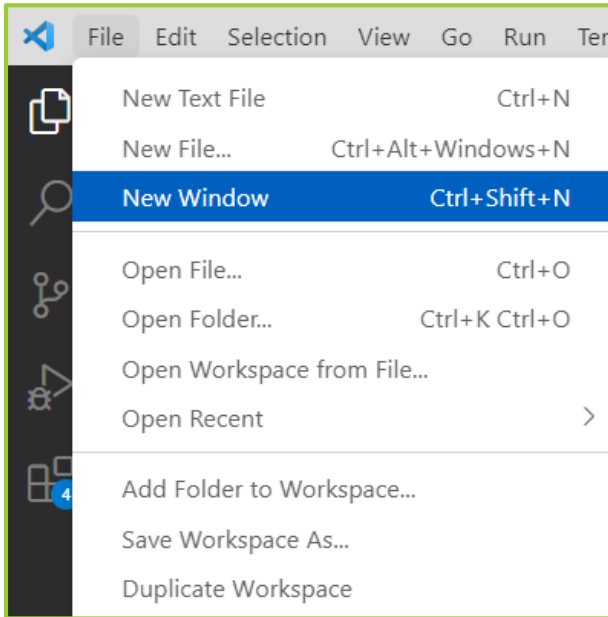 File Edit Selection View Go Run Ter
New Text File Ctrl+N
New File... Ctrl+Alt+Windows+N
New Window Ctrl+Shift+N
Open File... Ctrl+O
Open Folder... Ctrl+K Ctrl+O
Open Workspace from File...
Open Recent
Add Folder to Workspace...
4
Save Workspace As...
Duplicate Workspace